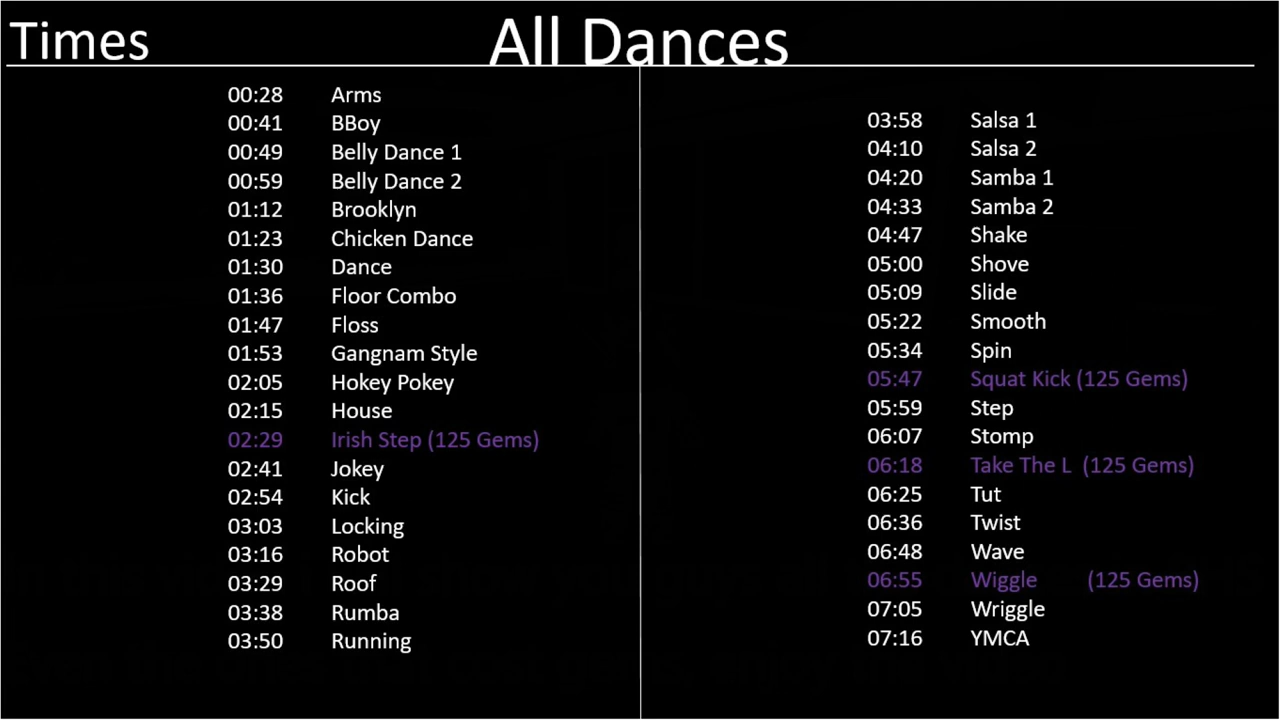 Times
All Dances
00:28 Arms
00:41 BBoy
00:49 Belly Dance 1
00:59 Belly Dance 2
01:12 Brooklyn
01:23 Chicken Dance
01:30 Dance
01:36 Floor Combo
01:47 Floss
01:53 Gangnam Style
02:05 Hokey Pokey
02:15 House
02:29 Irish Step (125 Gems)
02:41 Jokey
02:54 Kick
03:03 Locking
03:16 Robot
03:29 Roof
03:38 Rumba
03:50 Running
03:58 Salsa 1
04:10 Salsa 2
04:20 Samba 1
04:33 Samba 2
04:47 Shake
05:00 Shove
05:09 Slide
05:22 Smooth
05:34 Spin
05:47 Squat Kick (125 Gems)
05:59 Step
06:07 Stomp
06:18 Take The L (125 Gems)
06:25 Tut
06:36 Twist
06:48 Wave
06:55 Wiggle (125 Gems)
07:05 Wriggle
07:16 YMCA